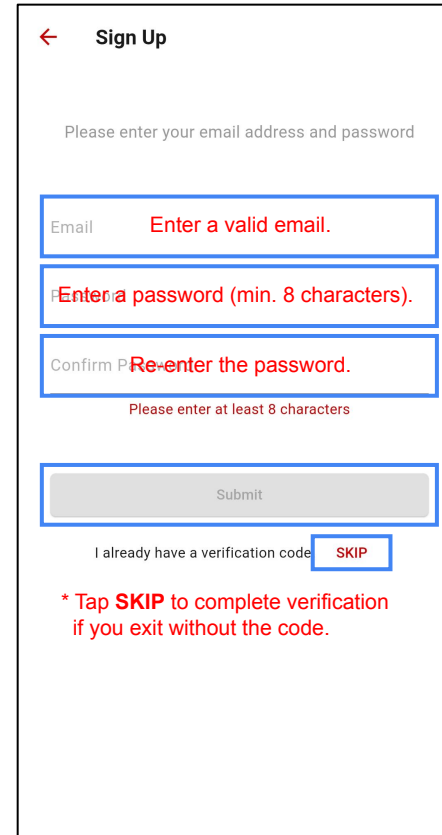 Sign Up
Please enter your email address and password
Email Enter a valid email.
Password
Enter a password (min. 8 characters).
Confirm Password
Re-enter the password.
Please enter at least 8 characters
Submit
I already have a verification code SKIP
* Tap SKIP to complete verification
if you exit without the code.